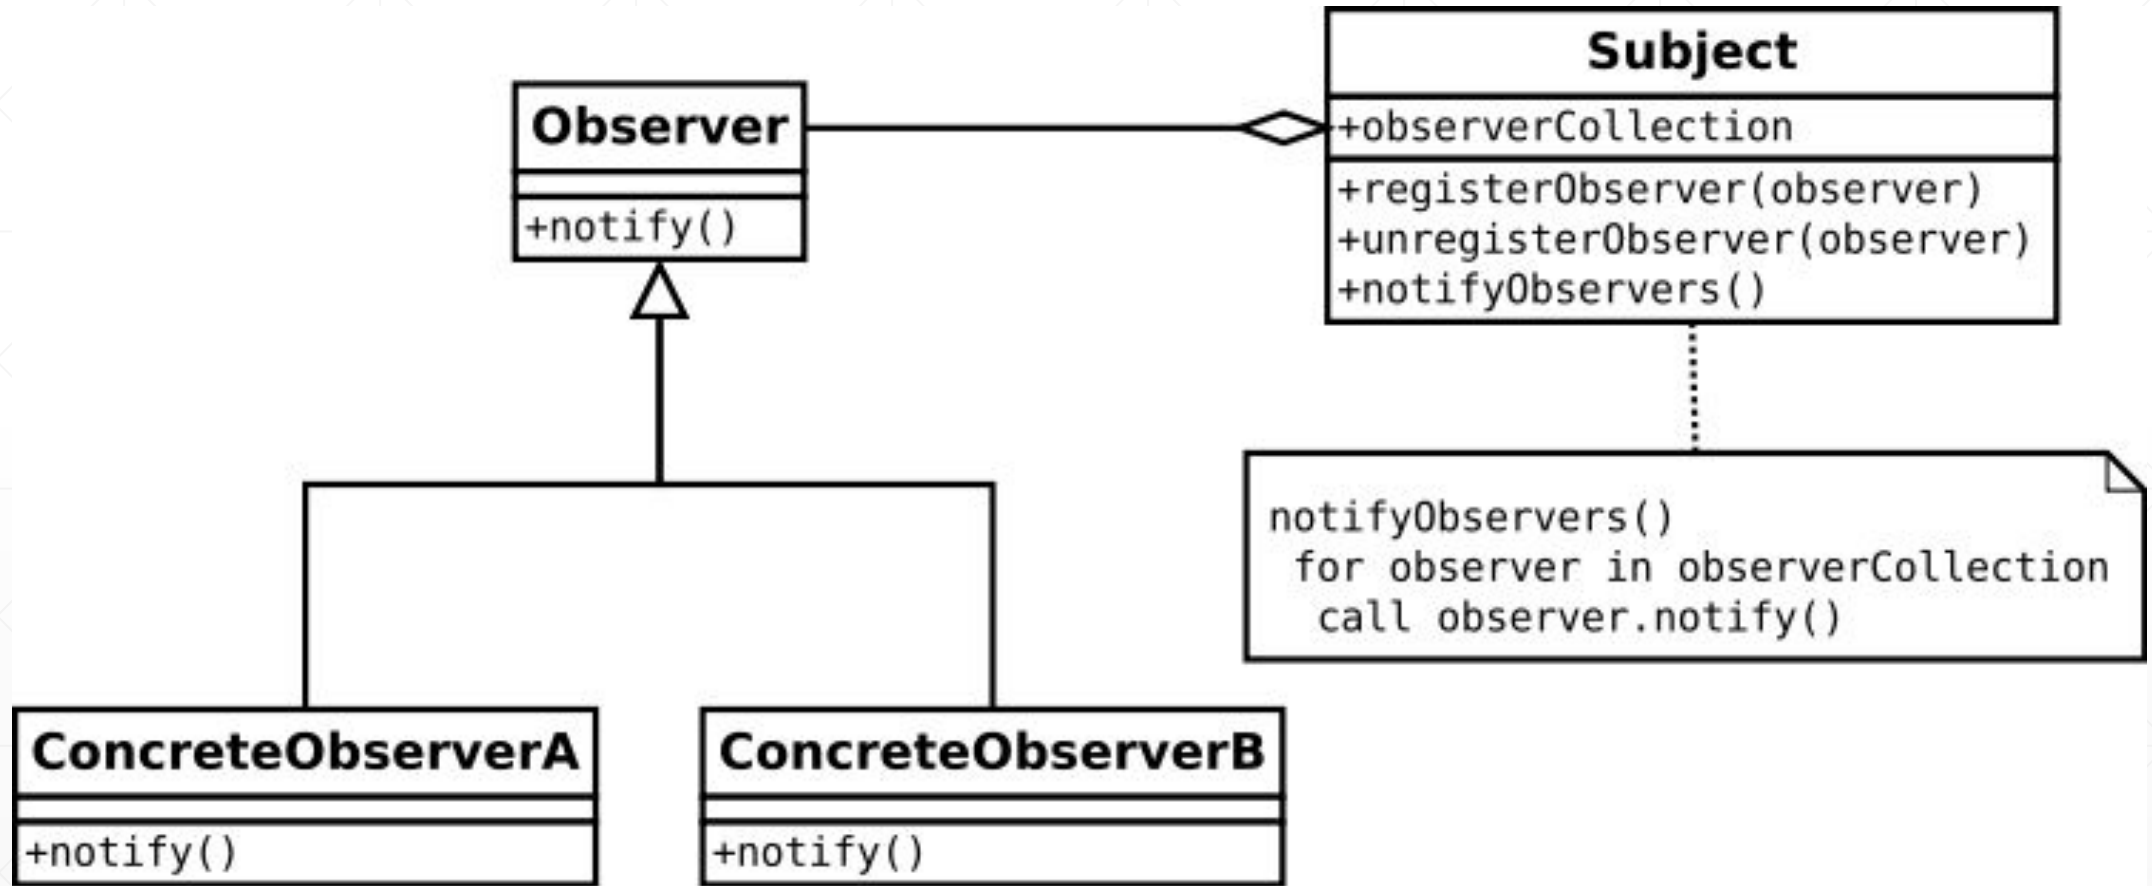 Subject
+observerCollection
+registerObserver(observer)
+unregisterObserver(observer)
+notifyObservers()
Observer
+notify()
notifyObservers()
for observer in observerCollection
call observer.notify()
ConcreteObserverA
+notify()
ConcreteObserverB
+notify()